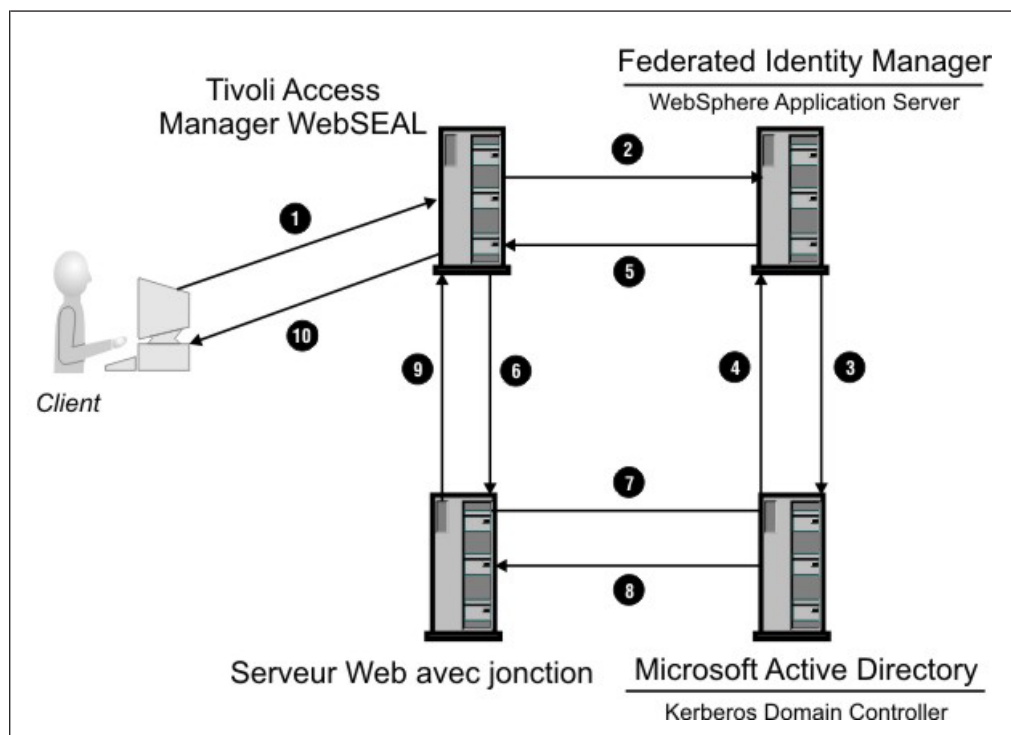 Federated Identity Manager
WebSphere Application Server
Tivoli Access
Manager WebSEAL
2
1
5
10
9
6
4
3
Client
7
8
Serveur Web avec jonction
Microsoft Active Directory
Kerberos Domain Controller